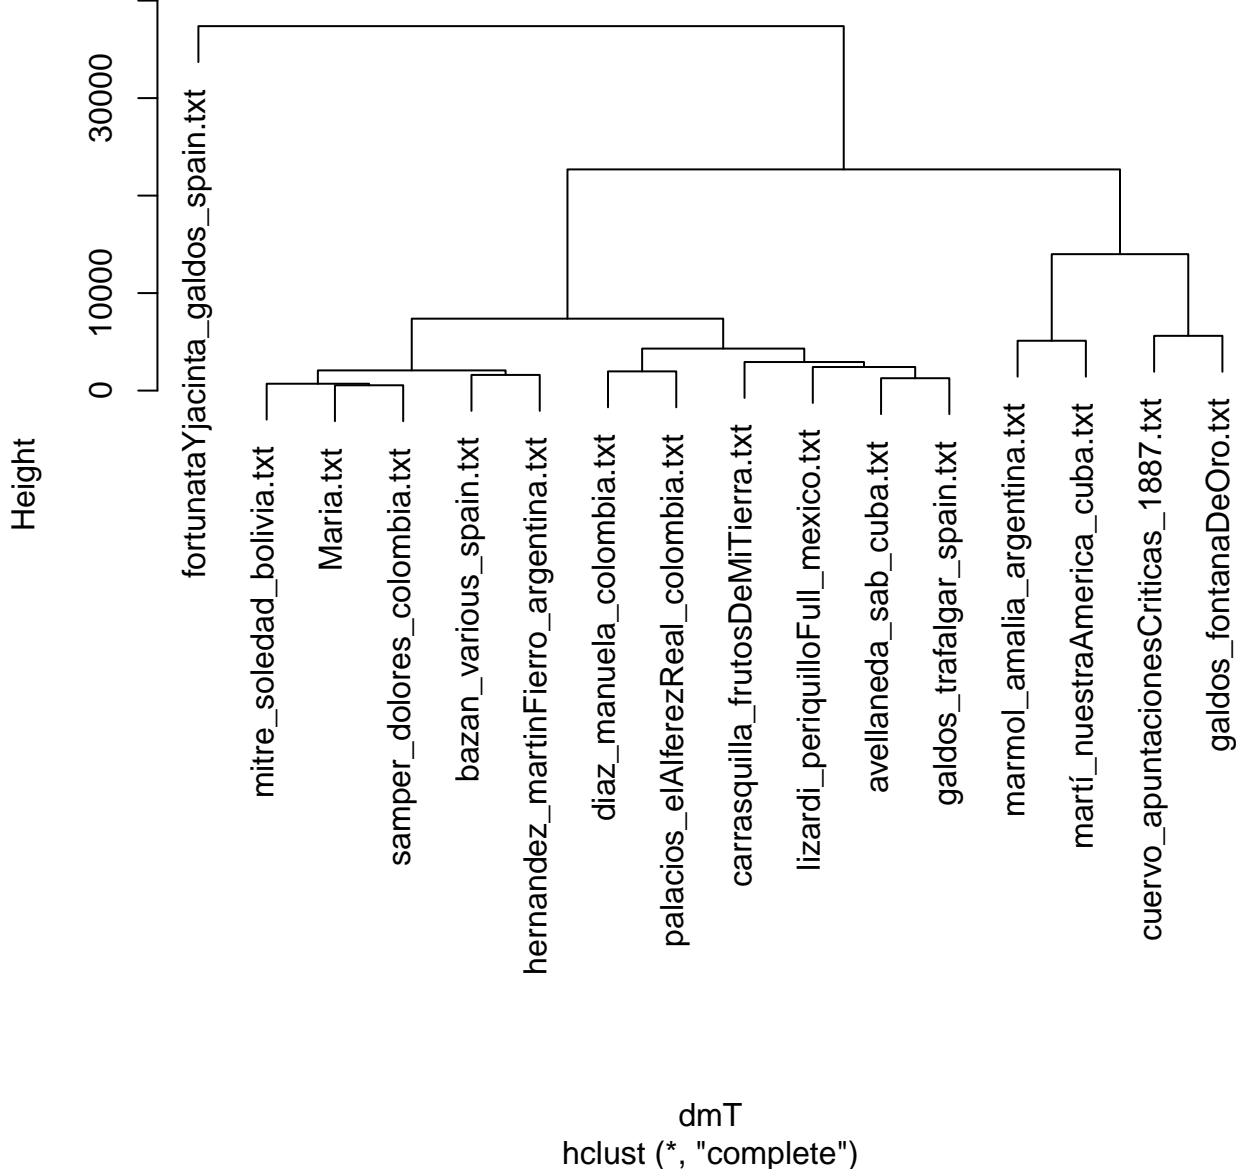 Height
0
10000
30000
fortunataYjacinta_galdos_spain.txt
mitre_soledad_bolivia.txt
Maria.txt
samper_dolores_colombia.txt
bazan_various_spain.txt
hernandez_martinFierro_argentina.txt
diaz_manuela_colombia.txt
palacios_elAlferezReal_colombia.txt
carrasquilla_frutosDeMiTierra.txt
lizardi_periquilloFull_mexico.txt
avellaneda_sab_cuba.txt
galdos_trafalgar_spain.txt
marmol_amalia_argentina.txt
martí_nuestraAmerica_cuba.txt
cuervo_apuntacionesCriticas_1887.txt
galdos_fontanaDeOro.txt
dmT
hclust (*, "complete")